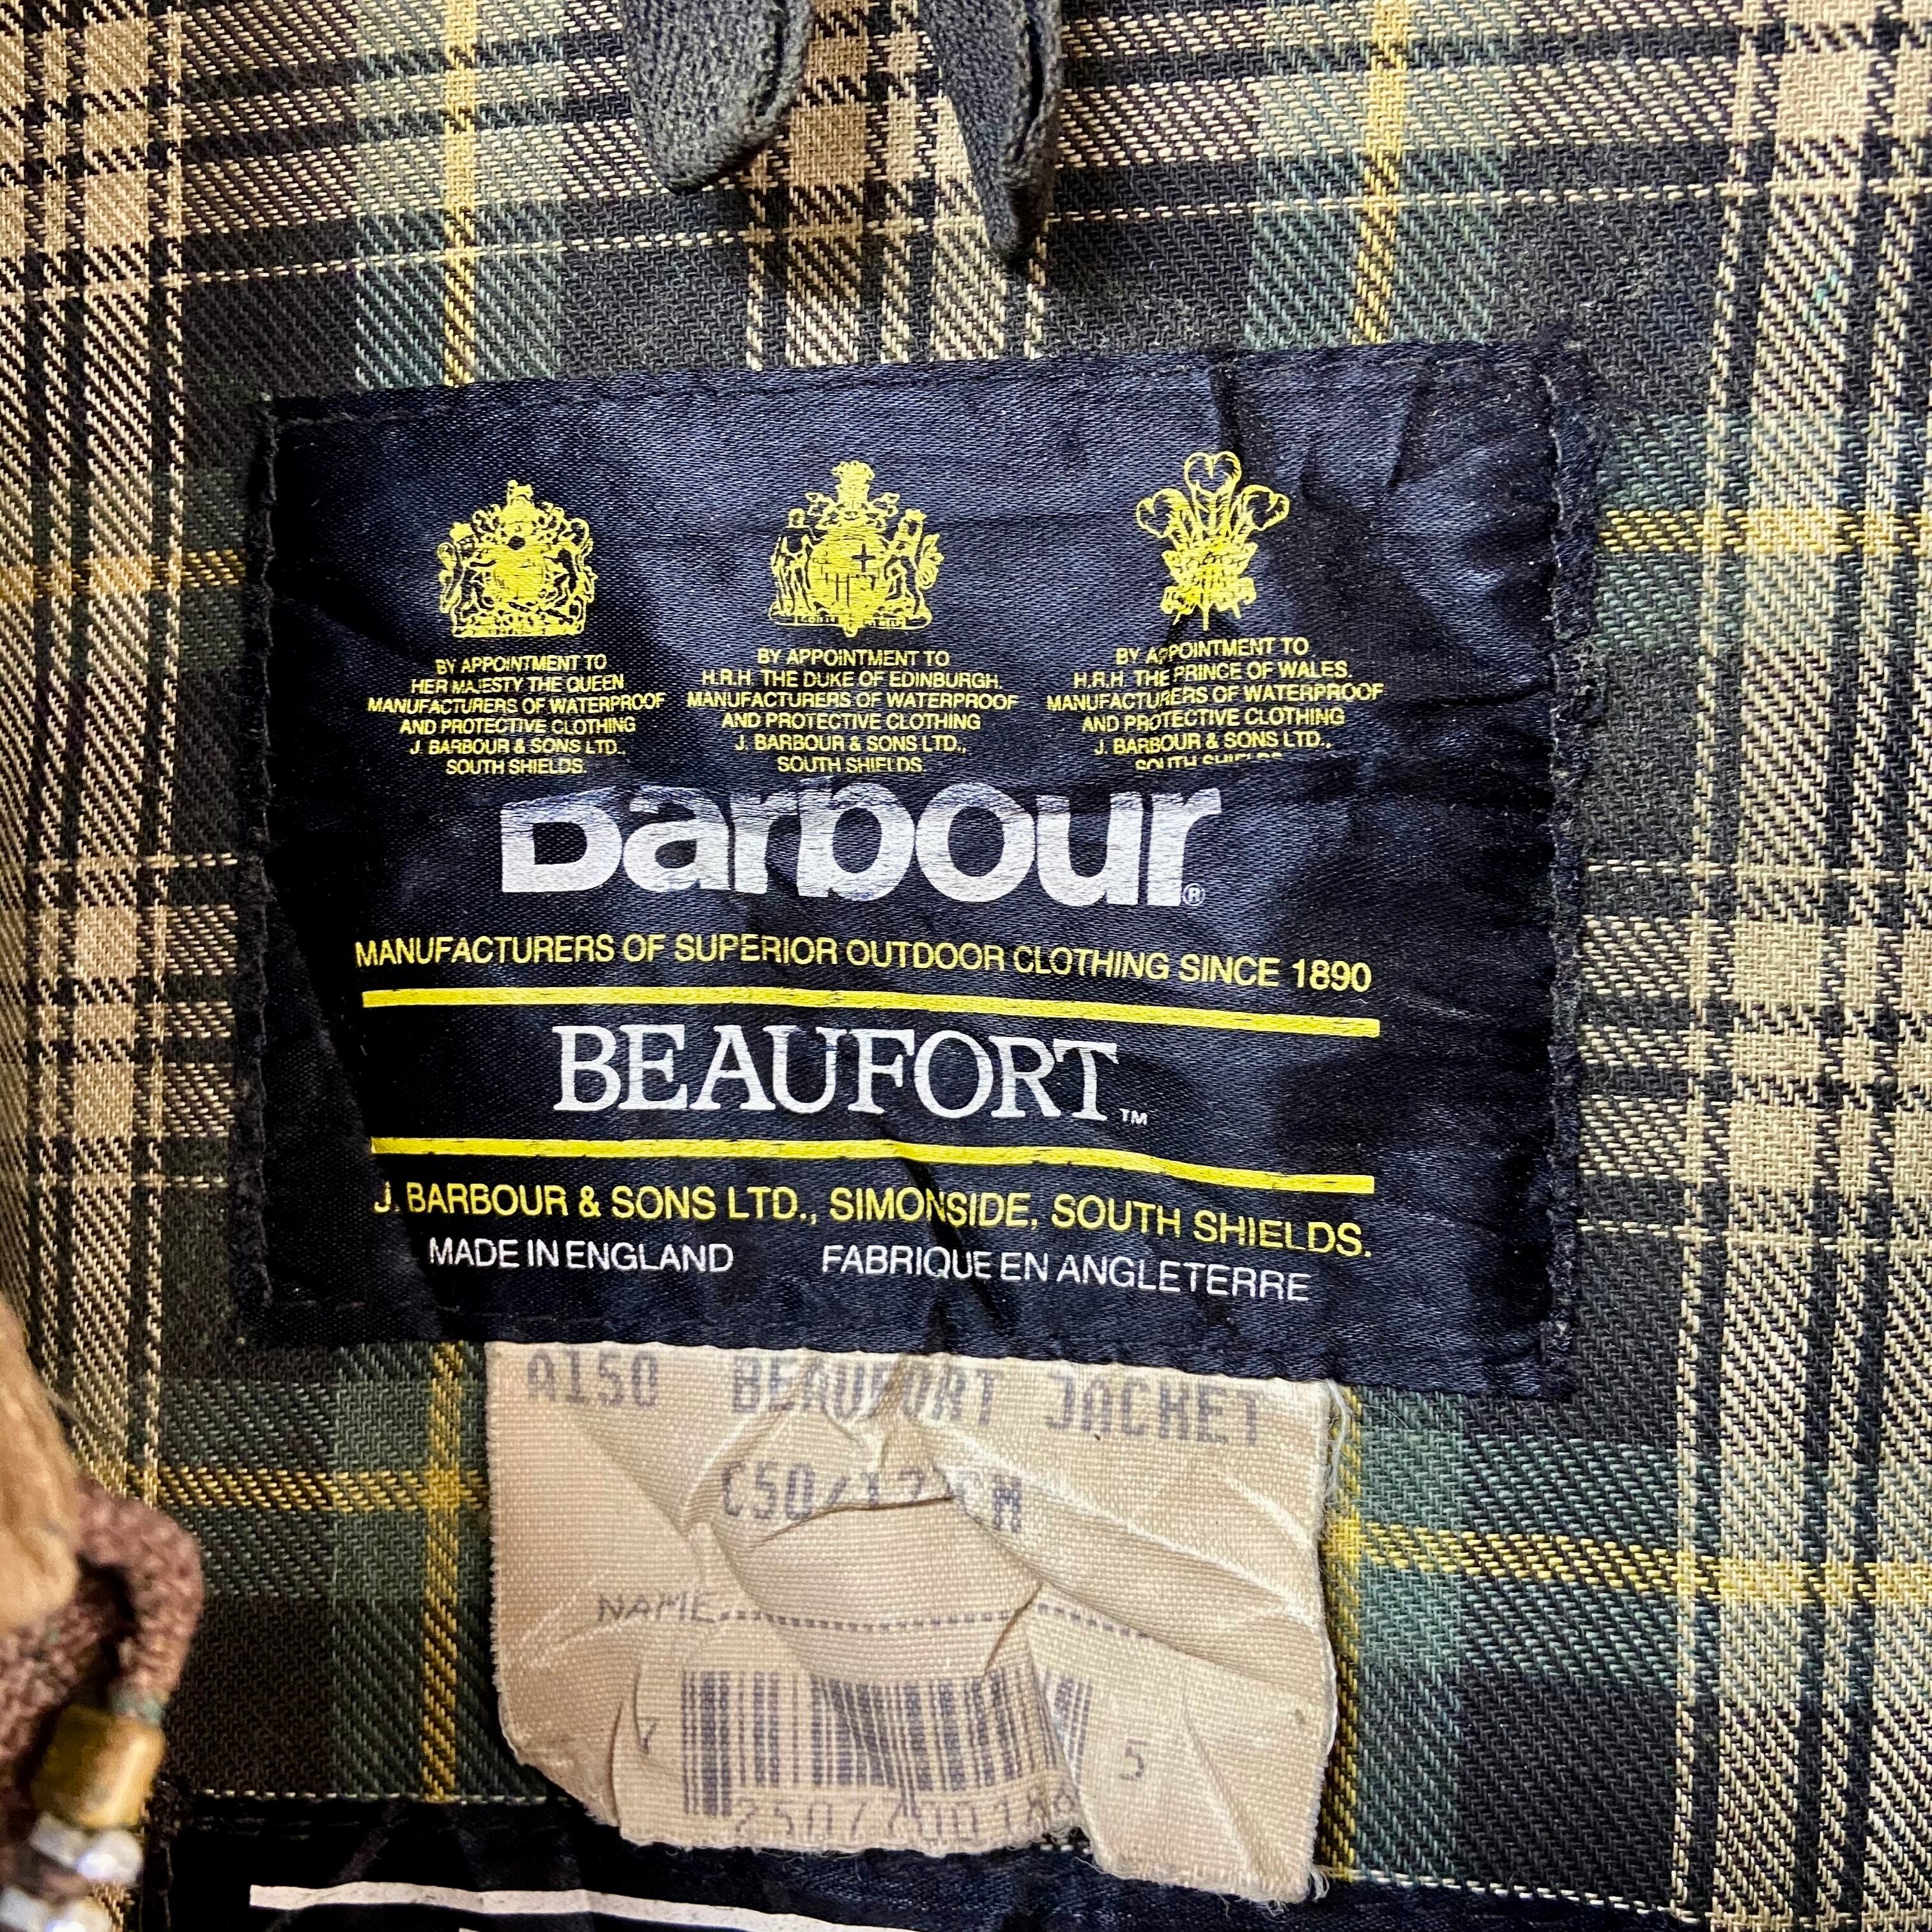 BY APPOINTMENT TO
HER MAJESTY THE QUEEN
MANUFACTURERS OF WATERPROOF
AND PROTECTIVE CLOTHING
J. BARBOUR & SONS LTD.,
SOUTH SHIELDS.
BY APPOINTMENT TO
H.R.H THE DUKE OF EDINBURGH.
MANUFACTURERS OF WATERPROOF
AND PROTECTIVE CLOTHING
J. BARBOUR & SONS LTD.,
SOUTH SHIELDS.
BY APPOINTMENT TO
H.R.H THE PRINCE OF WALES.
MANUFACTURERS OF WATERPROOF
AND PROTECTIVE CLOTHING
J. BARBOUR & SONS LTD.,
SOUTH SHIELDS
Barbour®
MANUFACTURERS OF SUPERIOR OUTDOOR CLOTHING SINCE 1890
BEAUFORT™
J. BARBOUR & SONS LTD., SIMONSIDE, SOUTH SHIELDS.
MADE IN ENGLAND FABRIQUE EN ANGLETERRE
A150 BEAUFORT JACKET
NAME
5